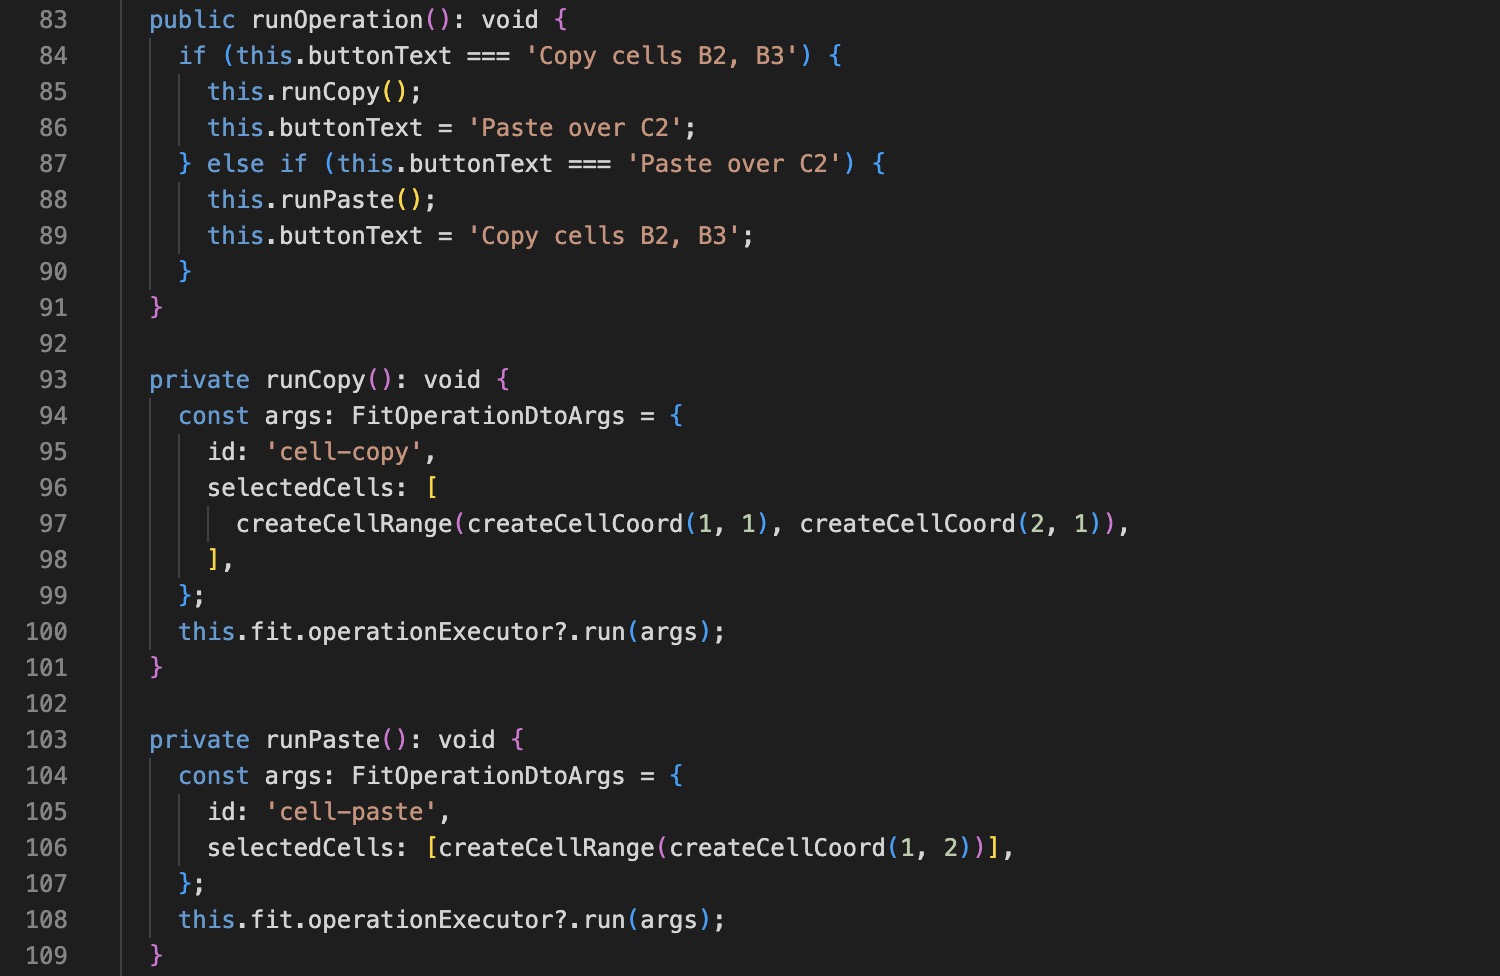 83 public runOperation(): void {
84 if (this.buttonText === 'Copy cells B2, B3') {
85 this.runCopy();
86 this.buttonText = 'Paste over C2';
87 } else if (this.buttonText === 'Paste over C2') {
88 this.runPaste();
89 this.buttonText = 'Copy cells B2, B3';
90 }
91 }
92
93 private runCopy(): void {
94 const args: FitOperationDtoArgs = {
95 id: 'cell-copy',
96 selectedCells: [
97 createCellRange(createCellCoord(1, 1), createCellCoord(2, 1)),
98 ],
99 };
100 this.fit.operationExecutor?.run(args);
101 }
102
103 private runPaste(): void {
104 const args: FitOperationDtoArgs = {
105 id: 'cell-paste',
106 selectedCells: [createCellRange(createCellCoord(1, 2))],
107 };
108 this.fit.operationExecutor?.run(args);
109 }